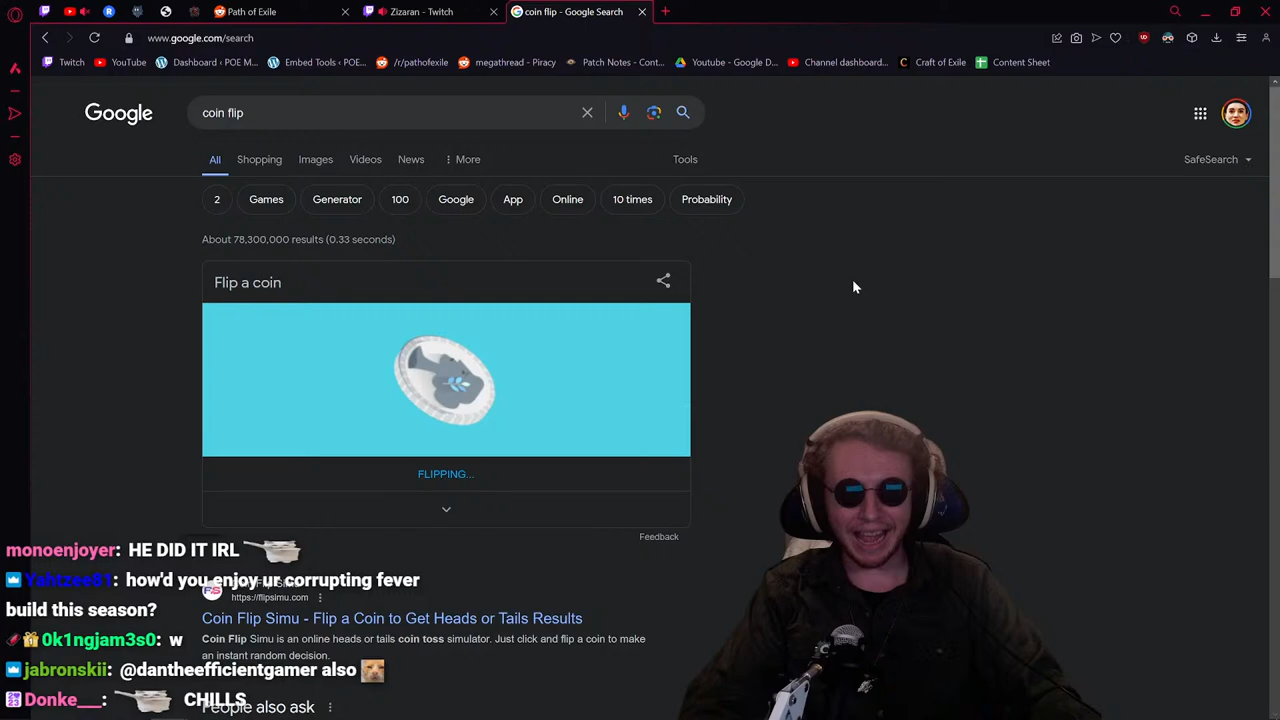 Path of Exile
Zizaran - Twitch
coin flip - Google Search
www.google.com/search
Twitch
YouTube
Dashboard ‹ POE M...
Embed Tools ‹ POE...
/r/pathofexile
megathread - Piracy
Patch Notes - Cont...
Youtube - Google D...
Channel dashboard...
Craft of Exile
Content Sheet
Google
coin flip
All
Shopping
Images
Videos
News
More
Tools
SafeSearch
2
Games
Generator
100
Google
App
Online
10 times
Probability
About 78,300,000 results (0.33 seconds)
Flip a coin
FLIPPING...
Feedback
monoenjoyer: HE DID IT IRL
Yahtzee81: how'd you enjoy ur corrupting fever
build this season?
https://flipsimu.com
Coin Flip Simu - Flip a Coin to Get Heads or Tails Results
0k1ngjam3s0: w
Coin Flip Simu is an online heads or tails coin toss simulator. Just click and flip a coin to make
an instant random decision.
jabronskii: @dantheefficientgamer also
Donke___: CHILLS
People also ask